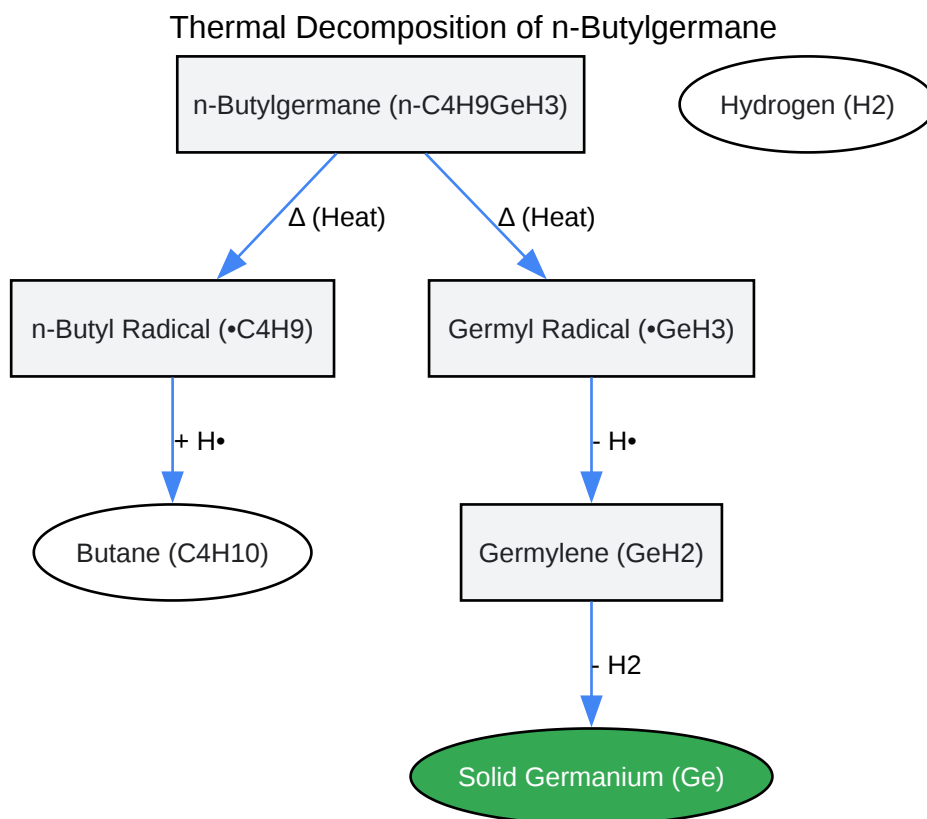 Thermal Decomposition of n-Butylgermane
n-Butylgermane (n-C4H9GeH3)
Hydrogen (H2)
Δ (Heat)
Δ (Heat)
n-Butyl Radical (•C4H9)
Germyl Radical (•GeH3)
+ H•
- H•
Butane (C4H10)
Germylene (GeH2)
- H2
Solid Germanium (Ge)